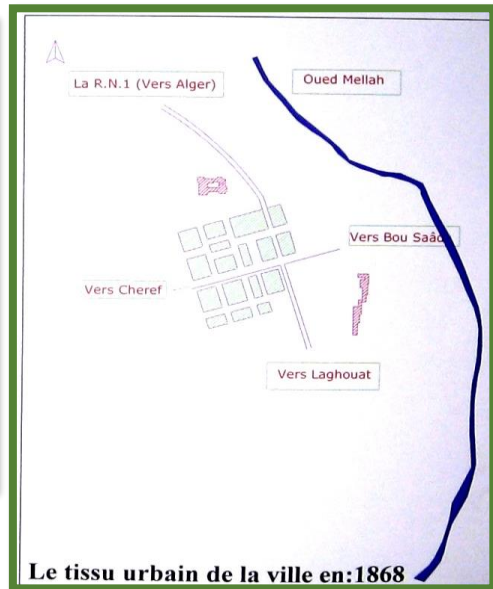 La R.N.1 (Vers Alger)
Oued Mellah
Vers Bou Saâd
Vers Cheref
Vers Laghouat
Le tissu urbain de la ville en:1868